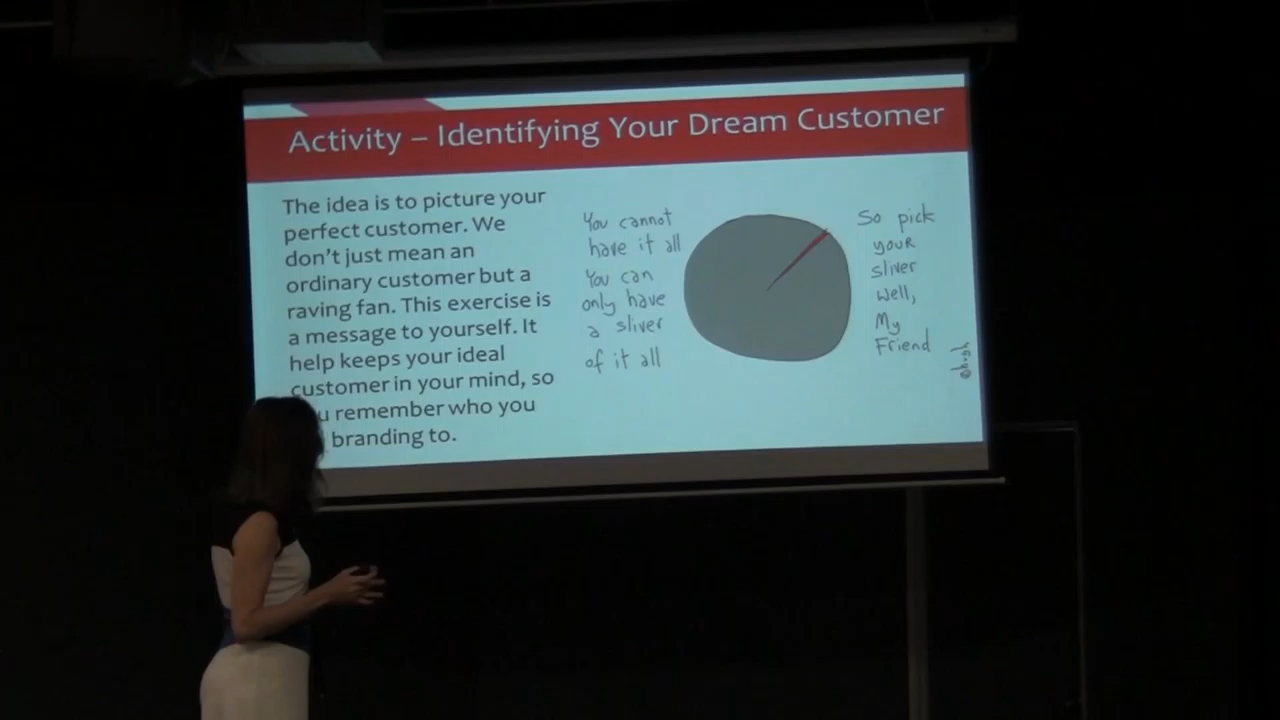 Activity – Identifying Your Dream Customer
The idea is to picture your
perfect customer. We
don't just mean an
ordinary customer but a
raving fan. This exercise is
a message to yourself. It
help keeps your ideal
customer in your mind, so
remember who you
branding to.
You cannot
have it all
You can
only have
a sliver
of it all
So pick
your
sliver
well,
My
Friend